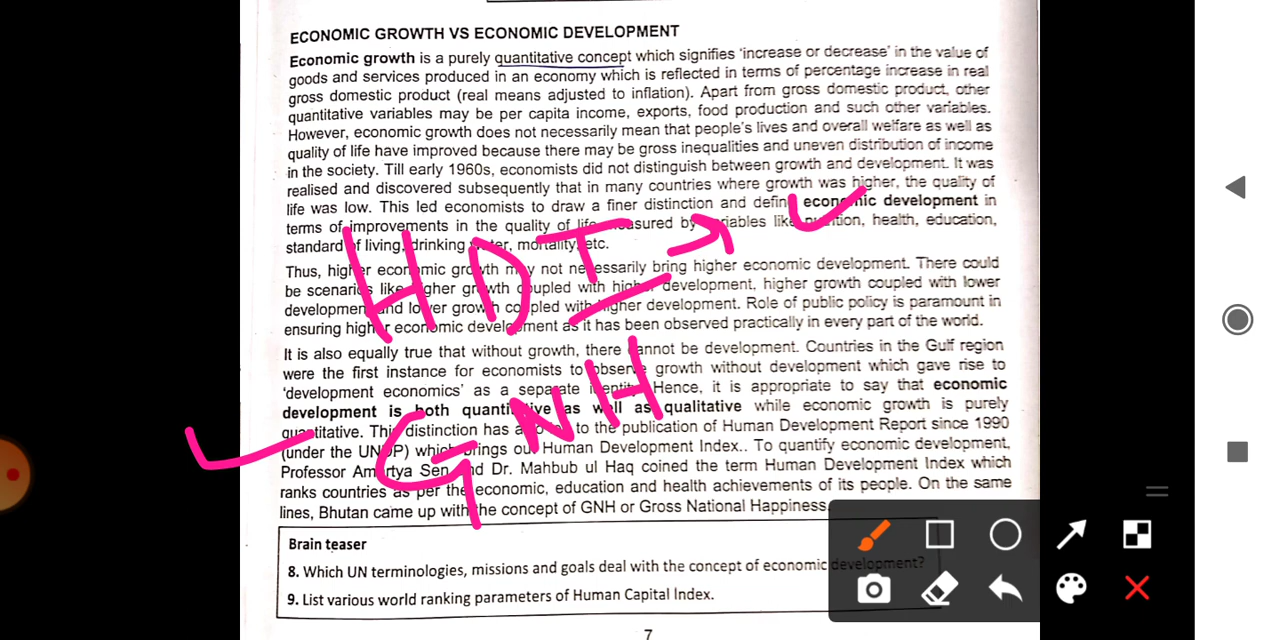 ECONOMIC GROWTH VS ECONOMIC DEVELOPMENT
Economic growth is a purely quantitative concept which signifies 'increase or decrease' in the value of
goods and services produced in an economy which is reflected in terms of percentage increase in real
gross domestic product (real means adjusted to inflation). Apart from gross domestic product, other
quantitative variables may be per capita income, exports, food production and such other variables.
However, economic growth does not necessarily mean that people's lives and overall welfare as well as
quality of life have improved because there may be gross inequalities and uneven distribution of income
in the society. Till early 1960s, economists did not distinguish between growth and development. It was
realised and discovered subsequently that in many countries where growth was higher, the quality of
life was low. This led economists to draw a finer distinction and define economic development in
terms of improvements in the quality of life measured by variables like nutrition, health, education,
standard of living, drinking water, mortality, etc.
HDI
Thus, higher economic growth may not necessarily bring higher economic development. There could
be scenarios like higher growth coupled with higher development, higher growth coupled with lower
development and lower growth coupled with higher development. Role of public policy is paramount in
ensuring higher economic development as it has been observed practically in every part of the world.
It is also equally true that without growth, there cannot be development. Countries in the Gulf region
were the first instance for economists to observe growth without development which gave rise to
'development economics' as a separate identity. Hence, it is appropriate to say that economic
development is both quantitative as well as qualitative while economic growth is purely
GNH
quantitative. This distinction has to the publication of Human Development Report since 1990
(under the UNDP) which brings out Human Development Index.. To quantify economic development,
Professor Amartya Sen and Dr. Mahbub ul Haq coined the term Human Development Index which
ranks countries as per the economic, education and health achievements of its people. On the same
lines, Bhutan came up with the concept of GNH or Gross National Happiness.
Brain teaser
8. Which UN terminologies, missions and goals deal with the concept of economic development?
9. List various world ranking parameters of Human Capital Index.
7